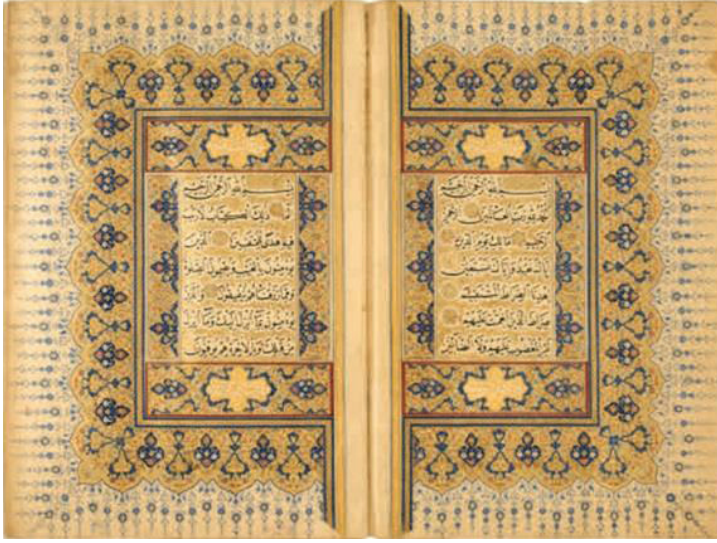 بسم الله الرحمن الرحيم
الحمد لله رب العالمين الرحمن
الرحيم مالك يوم الدين
إياك نعبد وإياك نستعين
اهدنا الصراط المستقيم
صراط الذين أنعمت عليهم
غير المغضوب عليهم ولا الضالين
بسم الله الرحمن الرحيم
الم ذلك الكتاب لا ريب
فيه هدى للمتقين الذين
يؤمنون بالغيب ويقيمون الصلوة
ومما رزقناهم ينفقون والذين
يؤمنون بما أنزل إليك وما أنزل
من قبلك وبالآخرة هم يوقنون